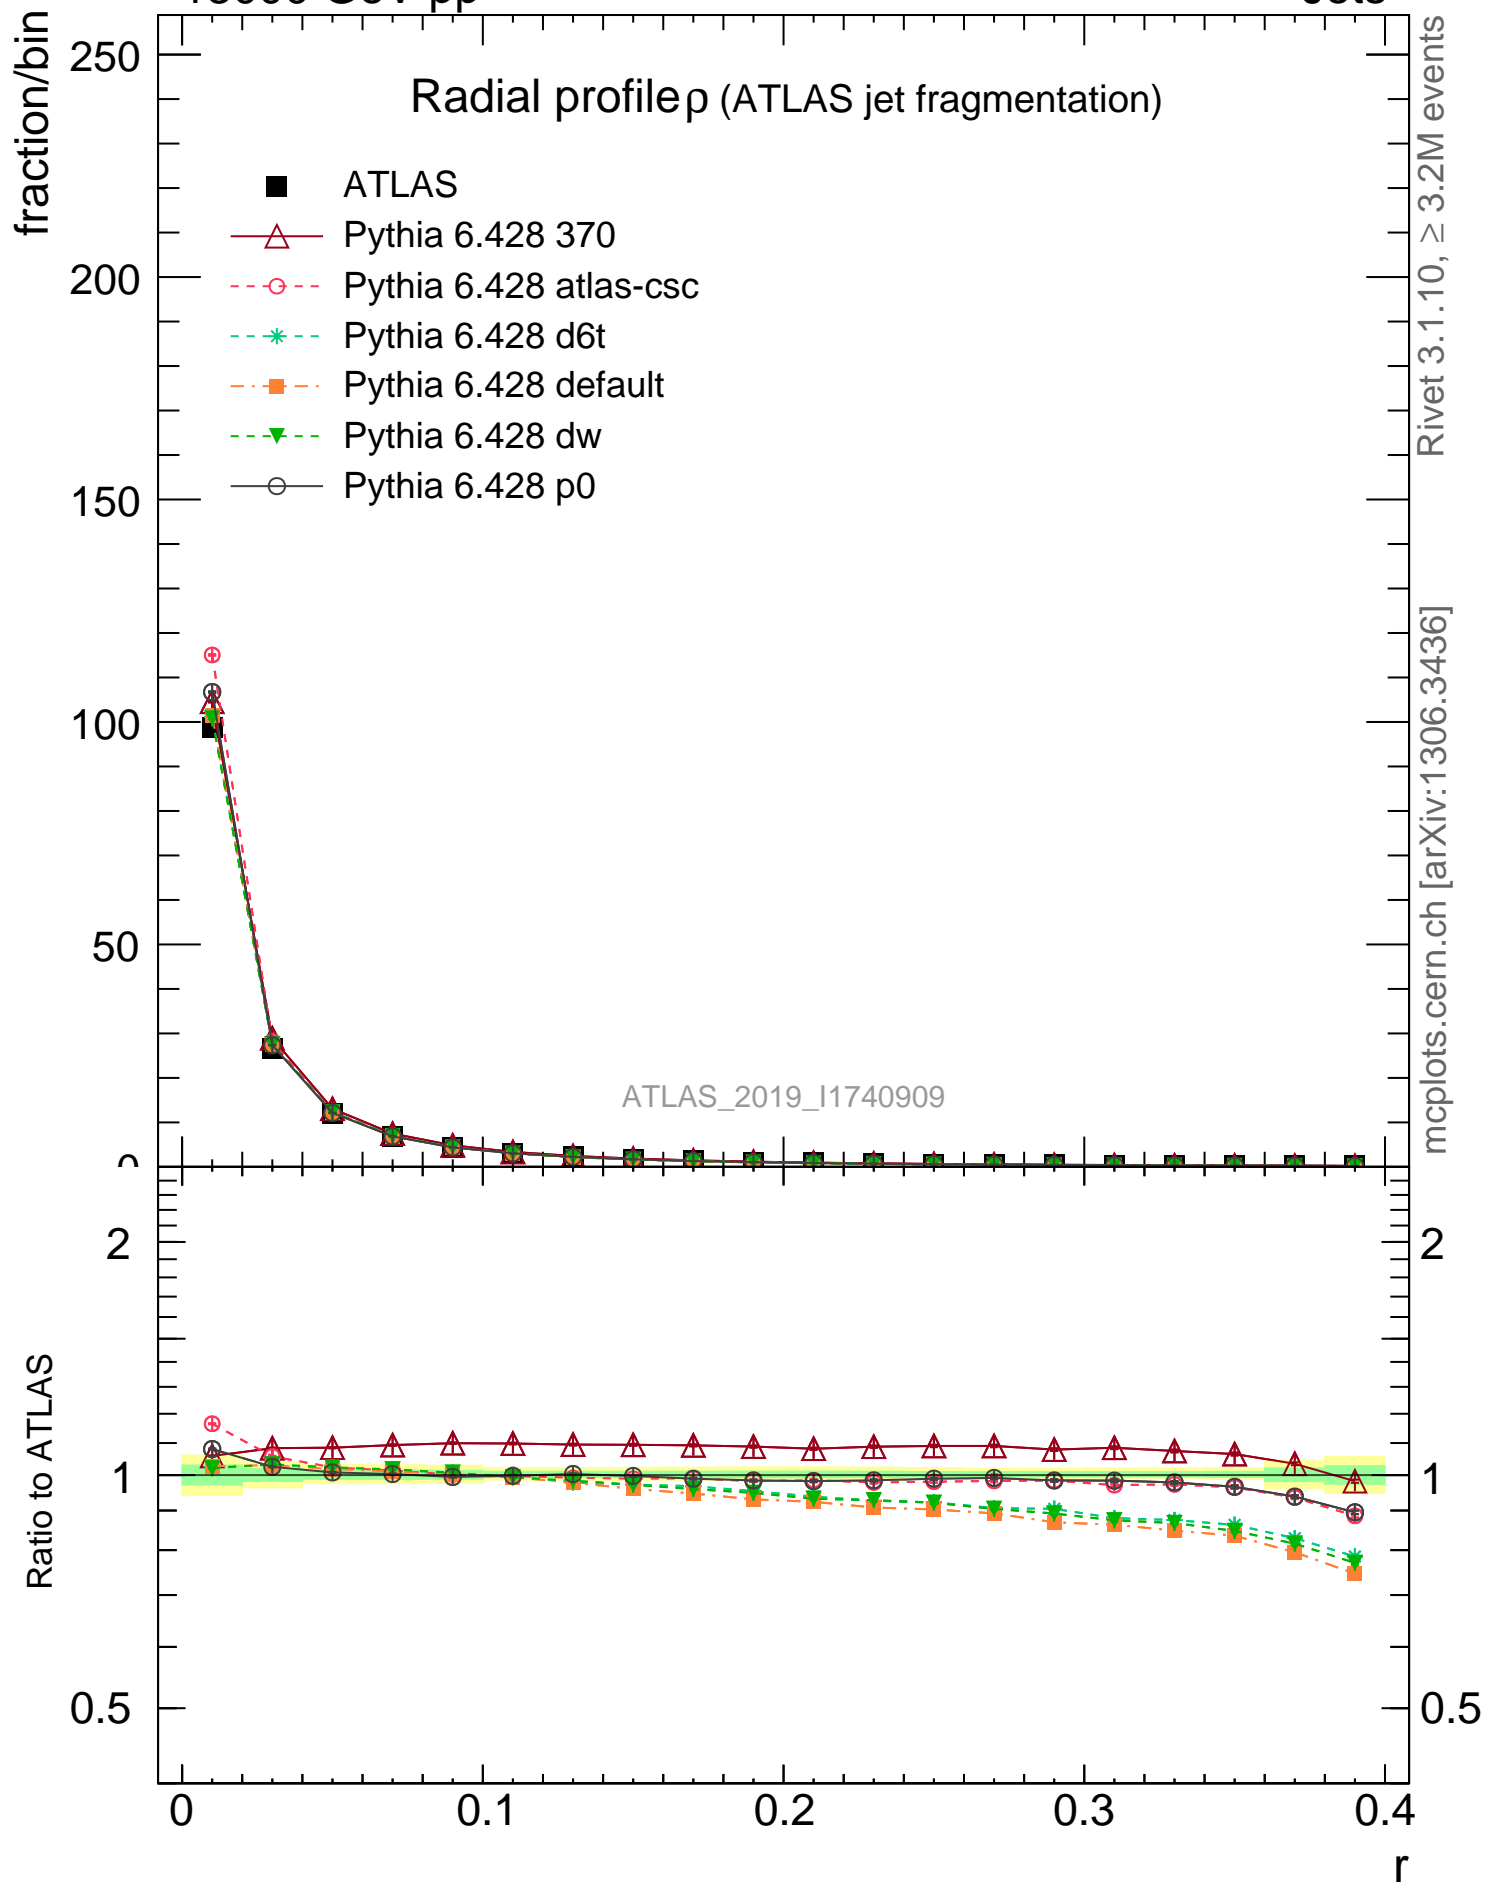 fraction/bin
250
200
150
100
50
Radial profile ρ (ATLAS jet fragmentation)
ATLAS
Pythia 6.428 370
Pythia 6.428 atlas-csc
Pythia 6.428 d6t
Pythia 6.428 default
Pythia 6.428 dw
Pythia 6.428 p0
ATLAS_2019_I1740909
Rivet 3.1.10, ≥ 3.2M events
mcplots.cern.ch [arXiv:1306.3436]
Ratio to ATLAS
2
1
0.5
2
1
0.5
0 0.1 0.2 0.3 0.4
r